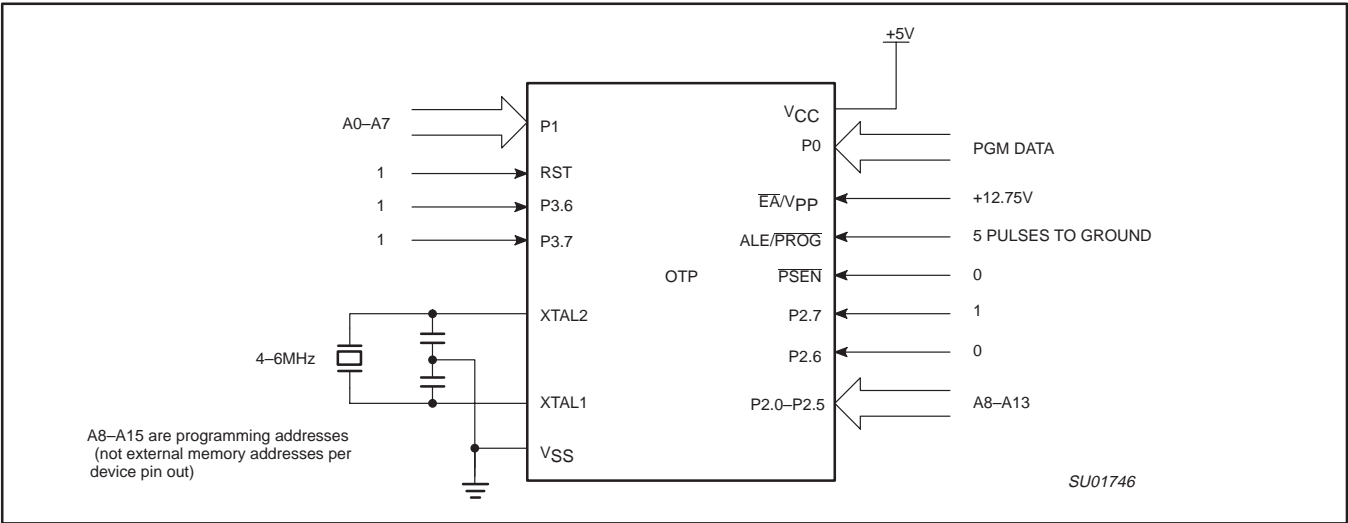 +5V
A0–A7
P1
VCC
P0
PGM DATA
1
RST
1
P3.6
EA/VPP
+12.75V
1
P3.7
ALE/PROG
5 PULSES TO GROUND
OTP
PSEN
0
XTAL2
P2.7
1
4–6MHz
P2.6
0
XTAL1
P2.0–P2.5
A8–A13
A8–A15 are programming addresses
(not external memory addresses per
device pin out)
VSS
SU01746